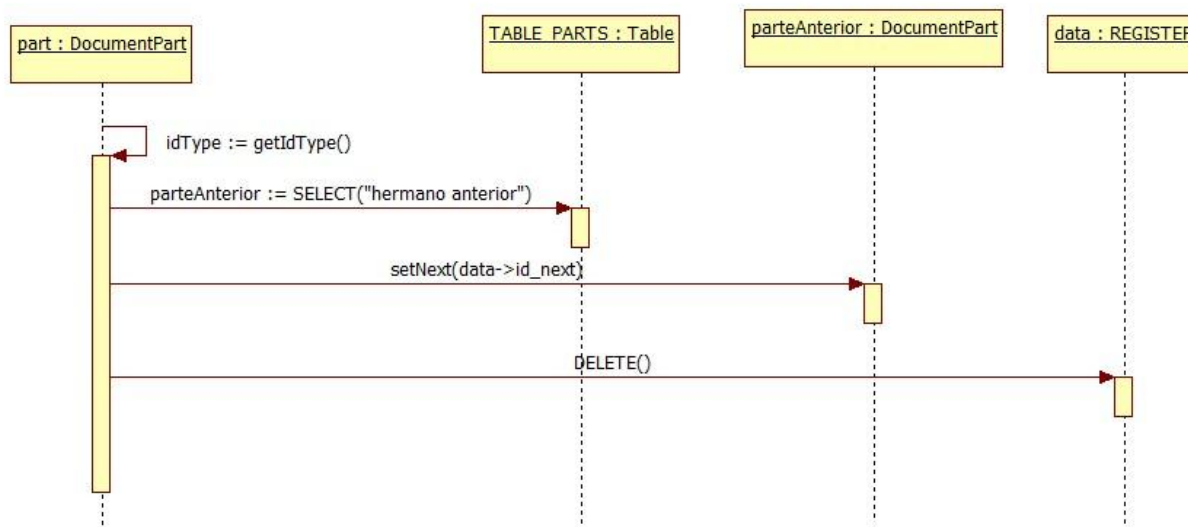 part : DocumentPart
TABLE_PARTS : Table
parteAnterior : DocumentPart
data : REGISTER
idType := getIdType()
parteAnterior := SELECT("hermano anterior")
setNext(data->id_next)
DELETE()